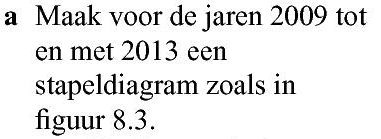 a Maak voor de jaren 2009 tot
en met 2013 een
stapeldiagram zoals in
figuur 8.3.